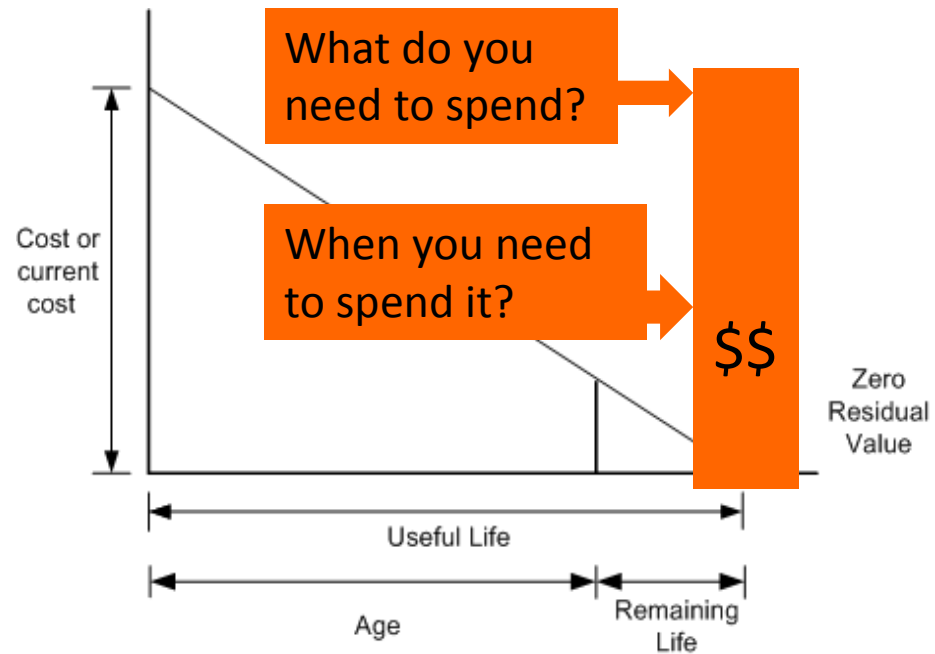 What do you
need to spend?
Cost or
current
cost
When you need
to spend it?
$$
Zero
Residual
Value
Useful Life
Age
Remaining
Life